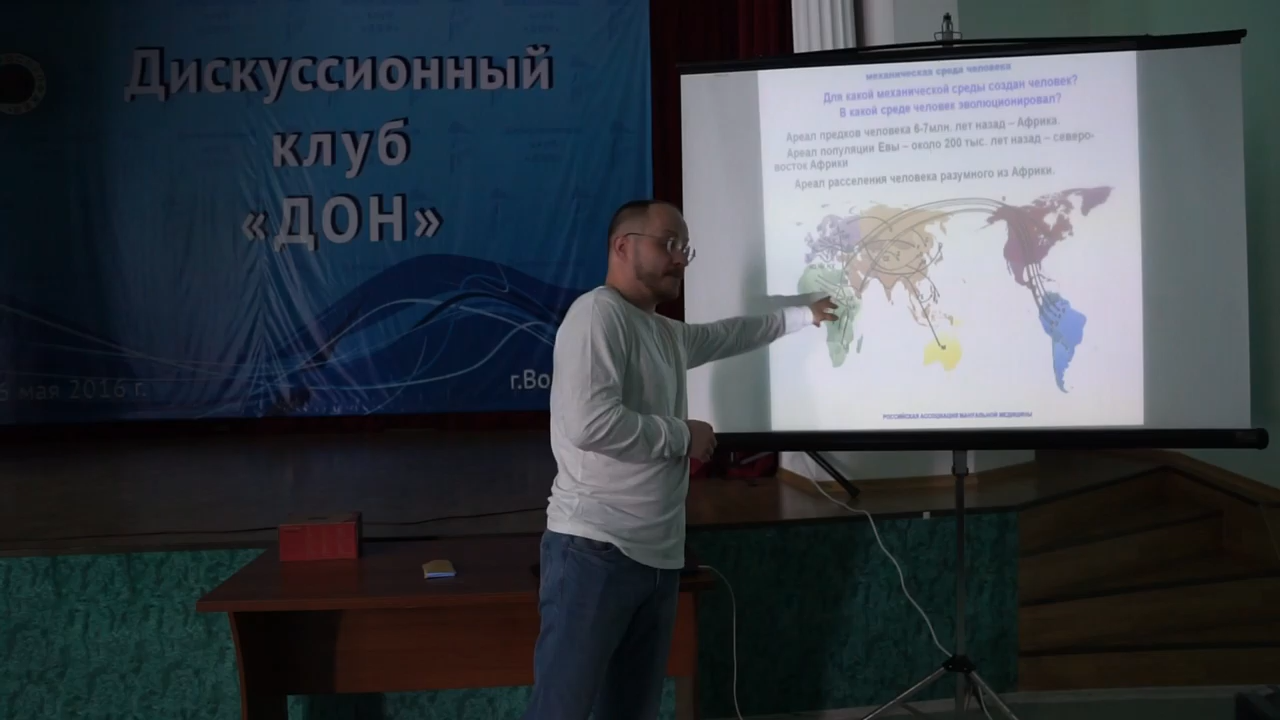 Дискуссионный
клуб
«ДОН»
мая 2016 г.
механическая среда человека
Для какой механической среды создан человек?
В какой среде человек эволюционировал?
Ареал предков человека 6-7млн. лет назад – Африка.
Ареал популяции Евы – около 200 тыс. лет назад – северо-
восток Африки
Ареал расселения человека разумного из Африки.
РОССИЙСКАЯ АССОЦИАЦИЯ МАНУАЛЬНОЙ МЕДИЦИНЫ